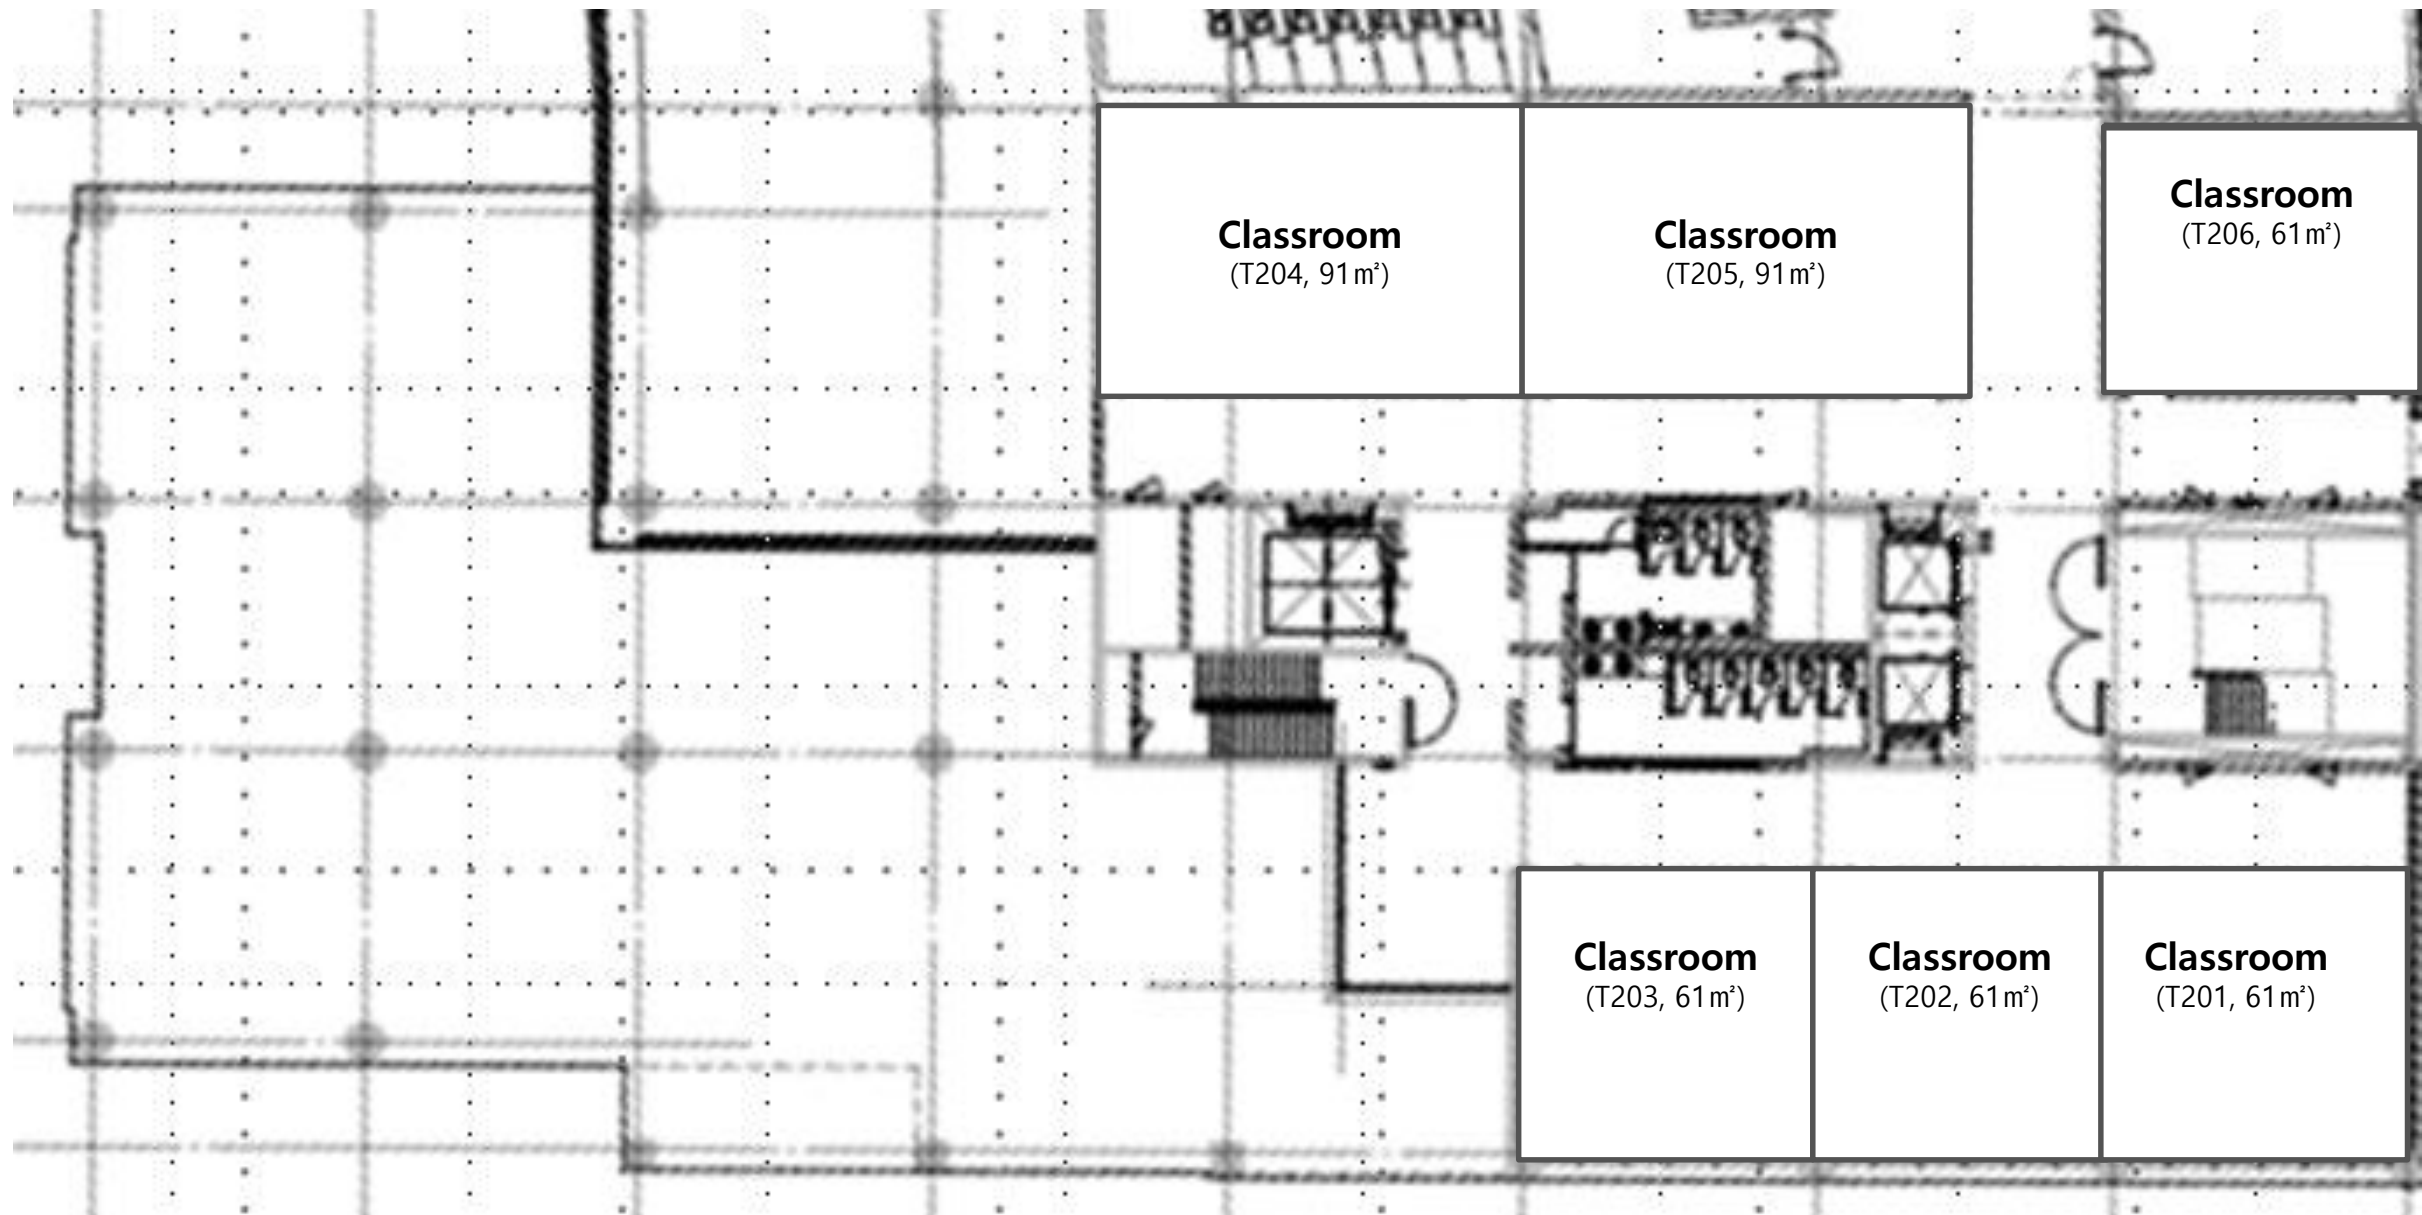 Classroom
(T204, 91㎡)
Classroom
(T205, 91㎡)
Classroom
(T206, 61㎡)
Classroom
(T203, 61㎡)
Classroom
(T202, 61㎡)
Classroom
(T201, 61㎡)